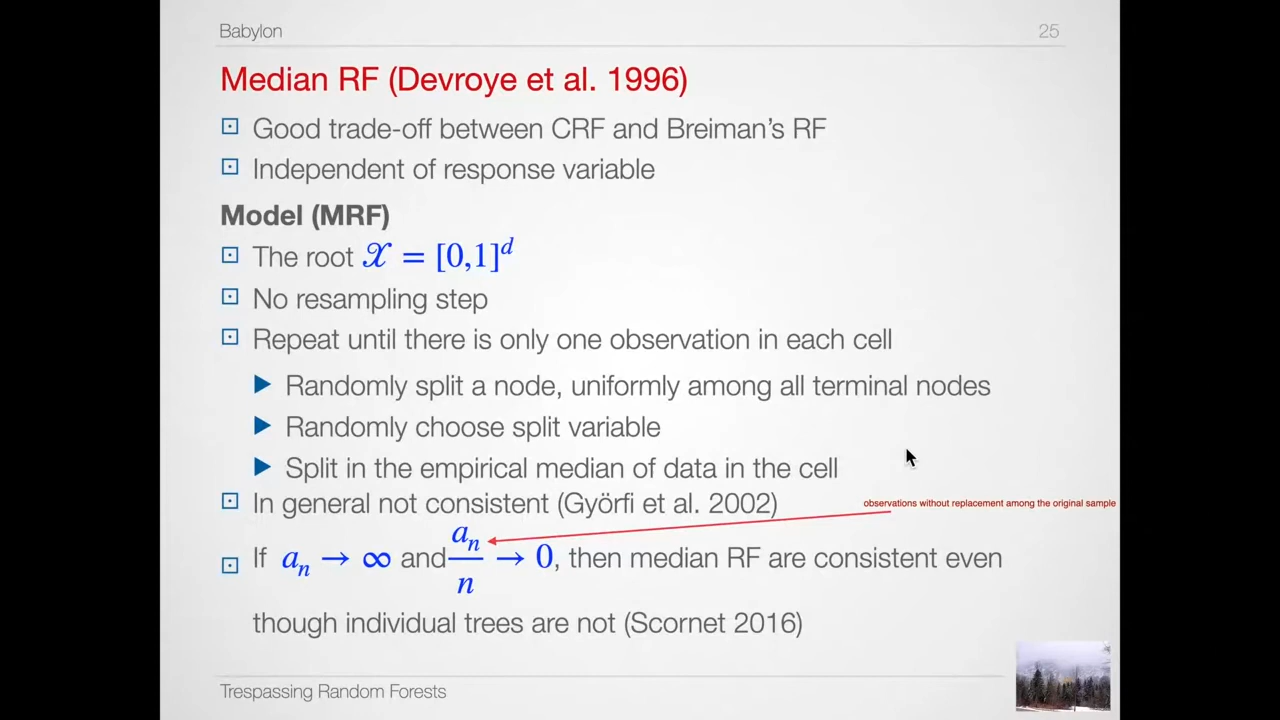 Babylon 25
Median RF (Devroye et al. 1996)
Good trade-off between CRF and Breiman's RF
Independent of response variable
Model (MRF)
The root 𝒳 = [0,1]^d
No resampling step
Repeat until there is only one observation in each cell
Randomly split a node, uniformly among all terminal nodes
Randomly choose split variable
Split in the empirical median of data in the cell
In general not consistent (Györfi et al. 2002)
observations without replacement among the original sample
If a_n → ∞ and a_n/n → 0, then median RF are consistent even
though individual trees are not (Scornet 2016)
Trespassing Random Forests